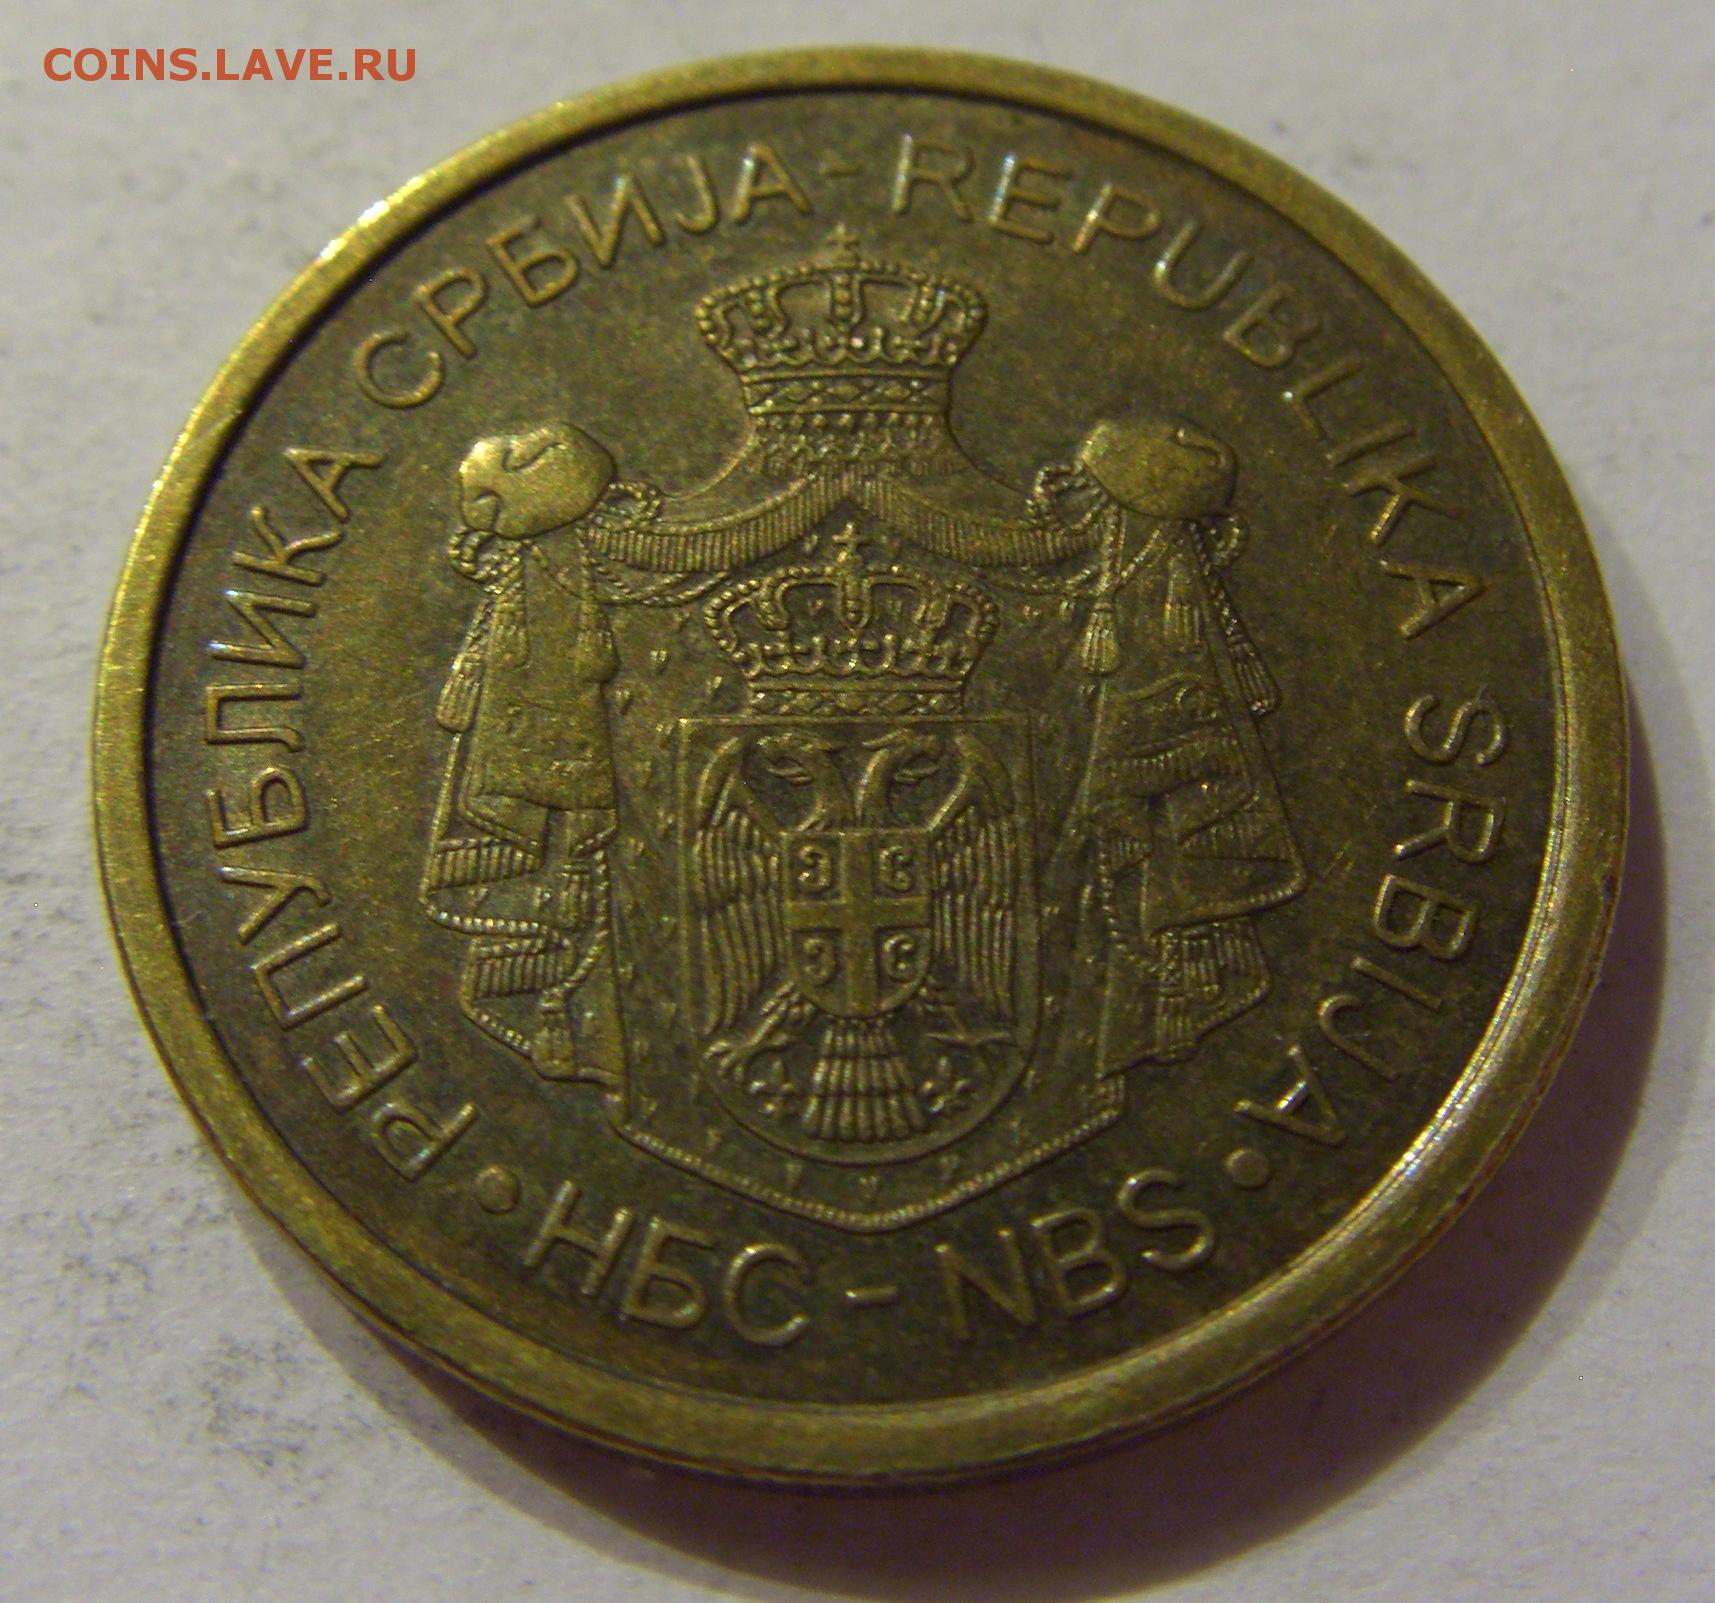 COINS.LAVE.RU
РЕПУБЛИКА СРБИЈА - REPUBLIKA SRBIJA
• НБС - NBS •